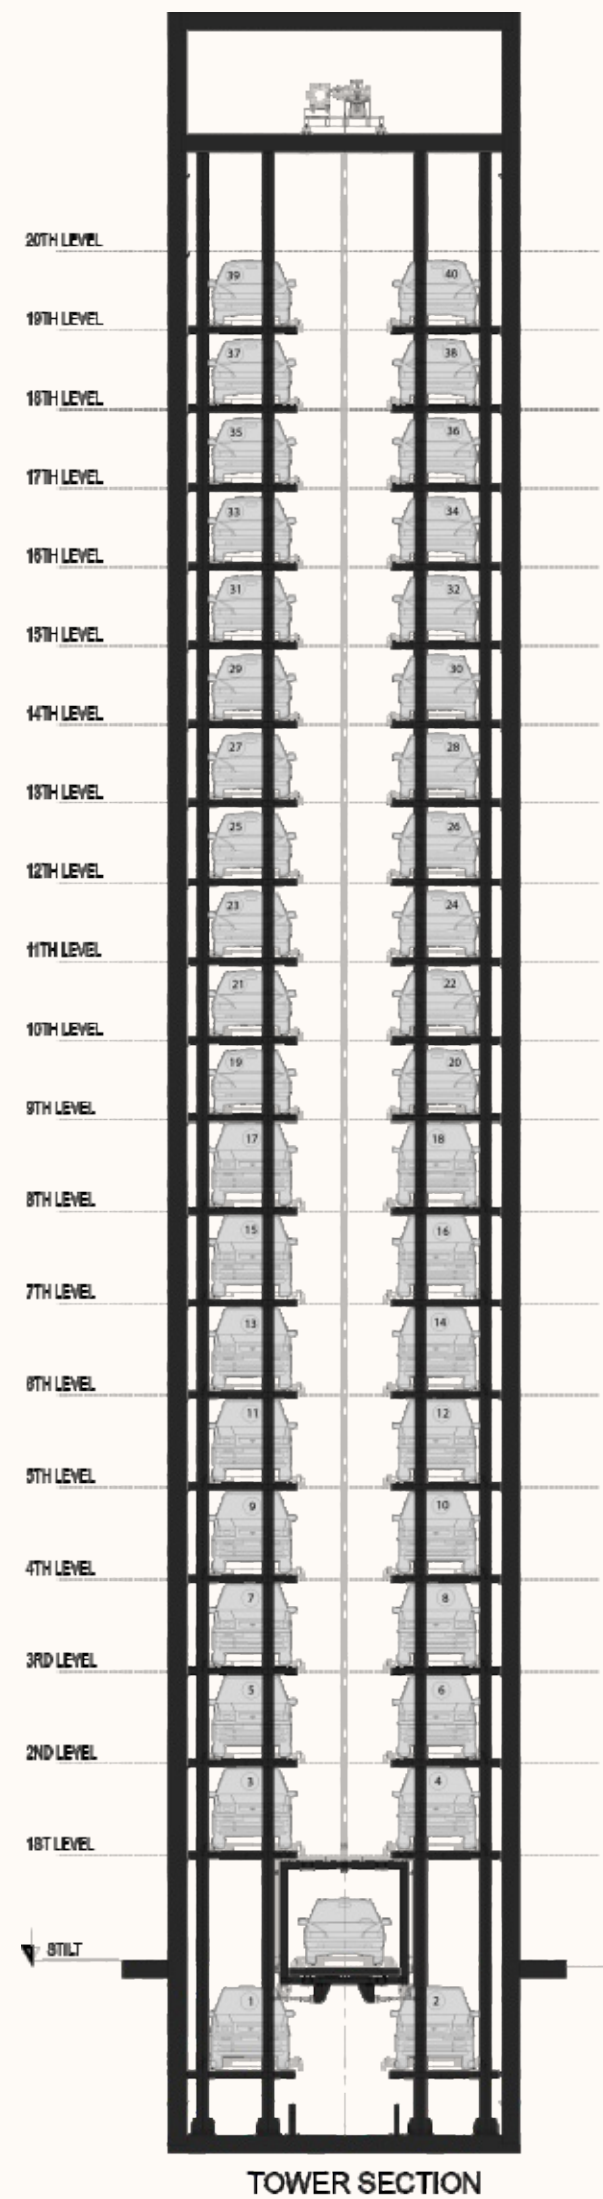 20TH LEVEL
39 40
19TH LEVEL
37 38
18TH LEVEL
35 36
17TH LEVEL
33 34
16TH LEVEL
31 32
15TH LEVEL
29 30
14TH LEVEL
27 28
13TH LEVEL
25 26
12TH LEVEL
23 24
11TH LEVEL
21 22
10TH LEVEL
19 20
9TH LEVEL
17 18
8TH LEVEL
15 16
7TH LEVEL
13 14
6TH LEVEL
11 12
5TH LEVEL
9 10
4TH LEVEL
7 8
3RD LEVEL
5 6
2ND LEVEL
3 4
1ST LEVEL
STILT
1 2
TOWER SECTION